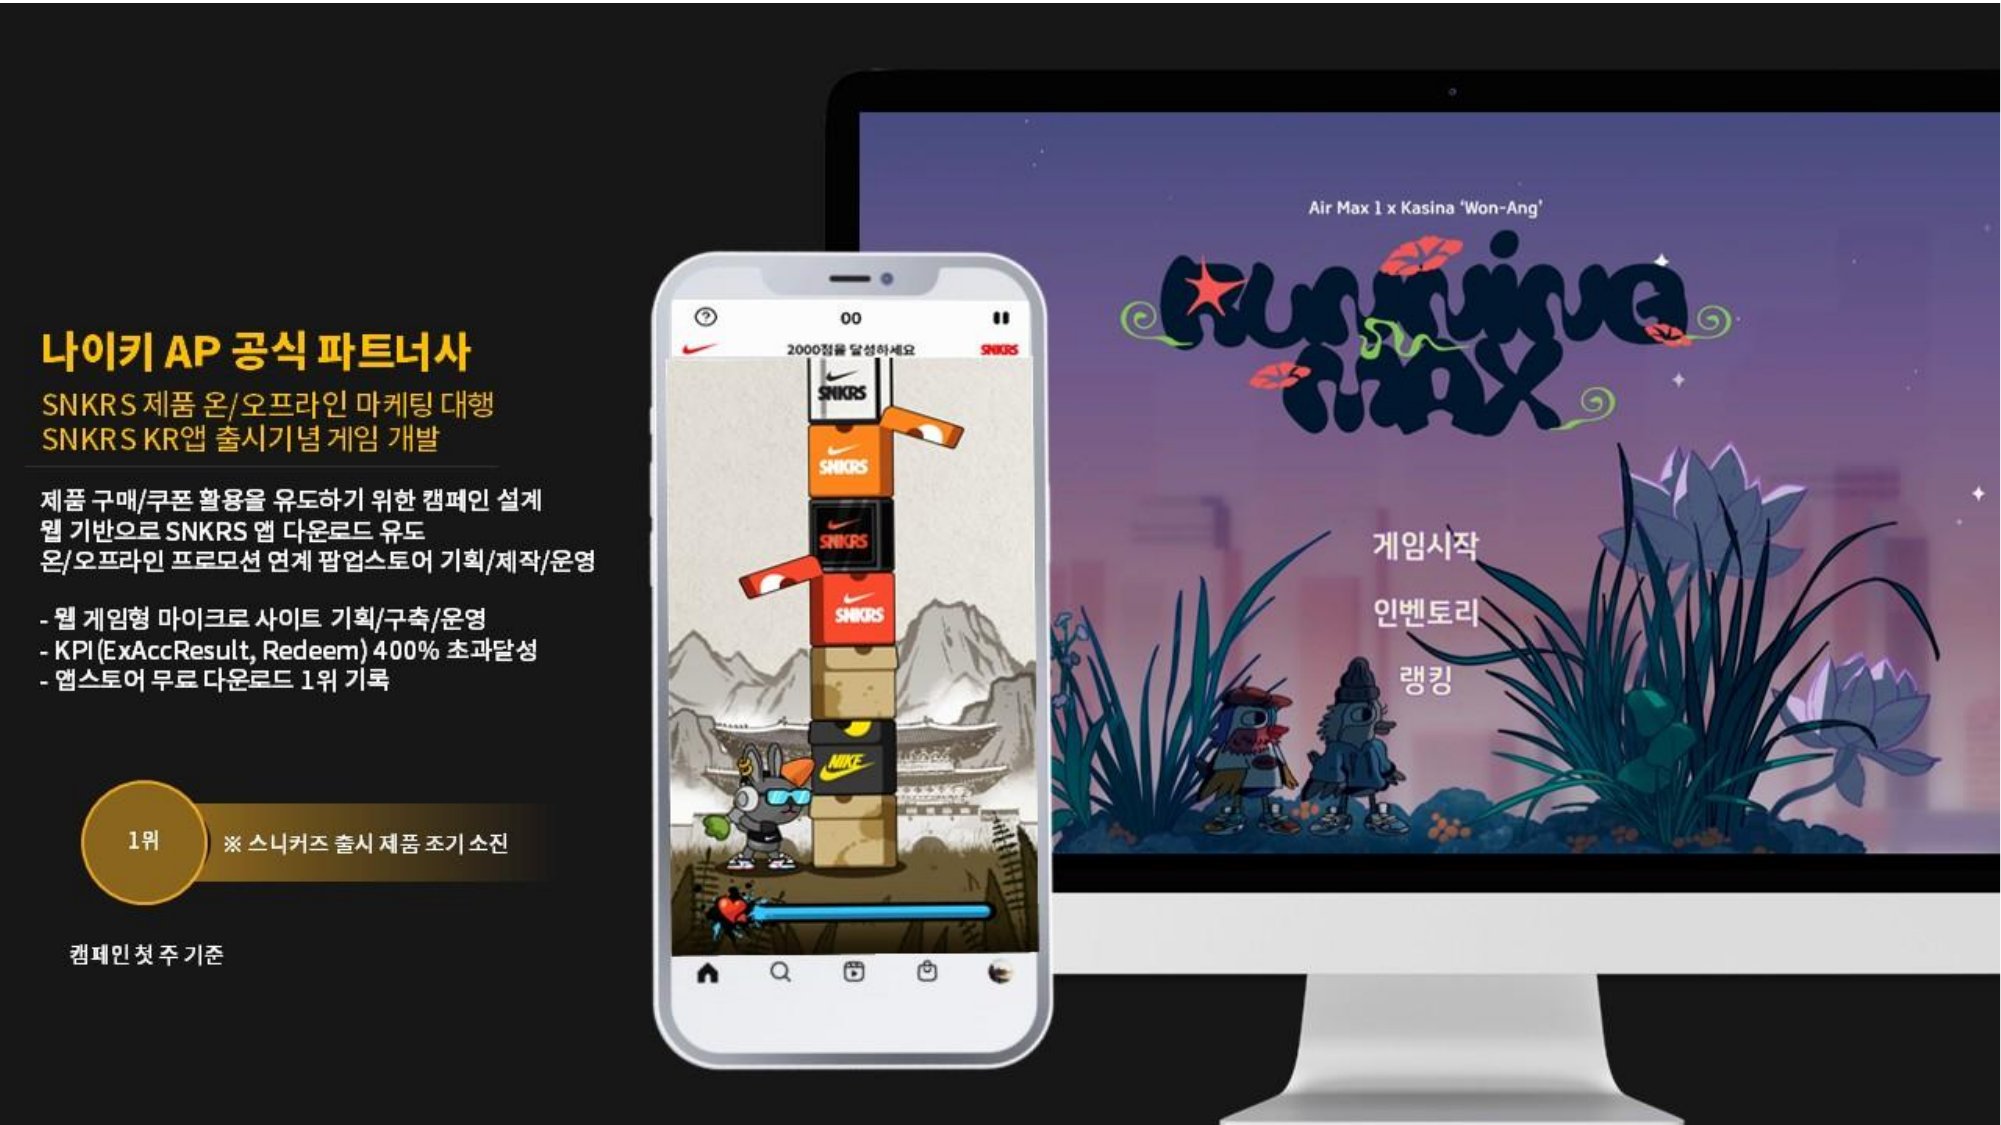 나이키 AP 공식 파트너사
SNKRS 제품 온/오프라인 마케팅 대행
SNKRS KR앱 출시기념 게임 개발
제품 구매/쿠폰 활용을 유도하기 위한 캠페인 설계
웹 기반으로 SNKRS 앱 다운로드 유도
온/오프라인 프로모션 연계 팝업스토어 기획/제작/운영
- 웹 게임형 마이크로 사이트 기획/구축/운영
- KPI(ExAccResult, Redeem) 400% 초과달성
- 앱스토어 무료 다운로드 1위 기록
1위
※ 스니커즈 출시 제품 조기 소진
캠페인 첫 주 기준
00
2000점을 달성하세요
SNKRS
SNKRS
SNKRS
SNKRS
SNKRS
NIKE
Air Max 1 x Kasina ‘Won-Ang’
RUNNING
MAX
게임시작
인벤토리
랭킹